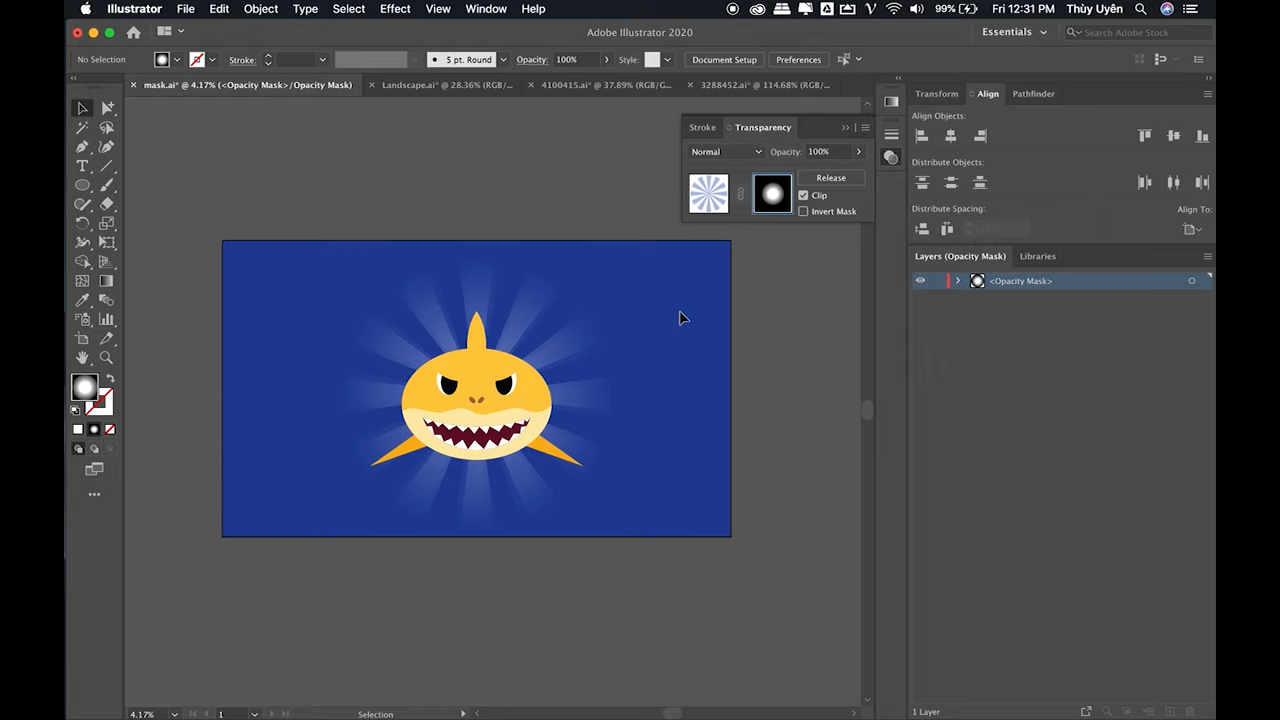 Illustrator File Edit Object Type Select Effect View Window Help 99% Fri 12:31 PM Thùy Uyên
Adobe Illustrator 2020 Essentials Search Adobe Stock
No Selection Stroke: 5 pt. Round Opacity: 100% Style: Document Setup Preferences
mask.ai* @ 4.17% (<Opacity Mask>/Opacity Mask) Landscape.ai* @ 28.36% (RGB/... 4100415.ai* @ 37.89% (RGB/G... 3288452.ai* @ 114.68% (RGB/...
Transform Align Pathfinder
Align Objects:
Stroke Transparency
Normal Opacity: 100%
Distribute Objects:
Release
Clip
Invert Mask
Distribute Spacing: Align To:
Layers (Opacity Mask) Libraries
<Opacity Mask>
4.17% 1 Selection
1 Layer